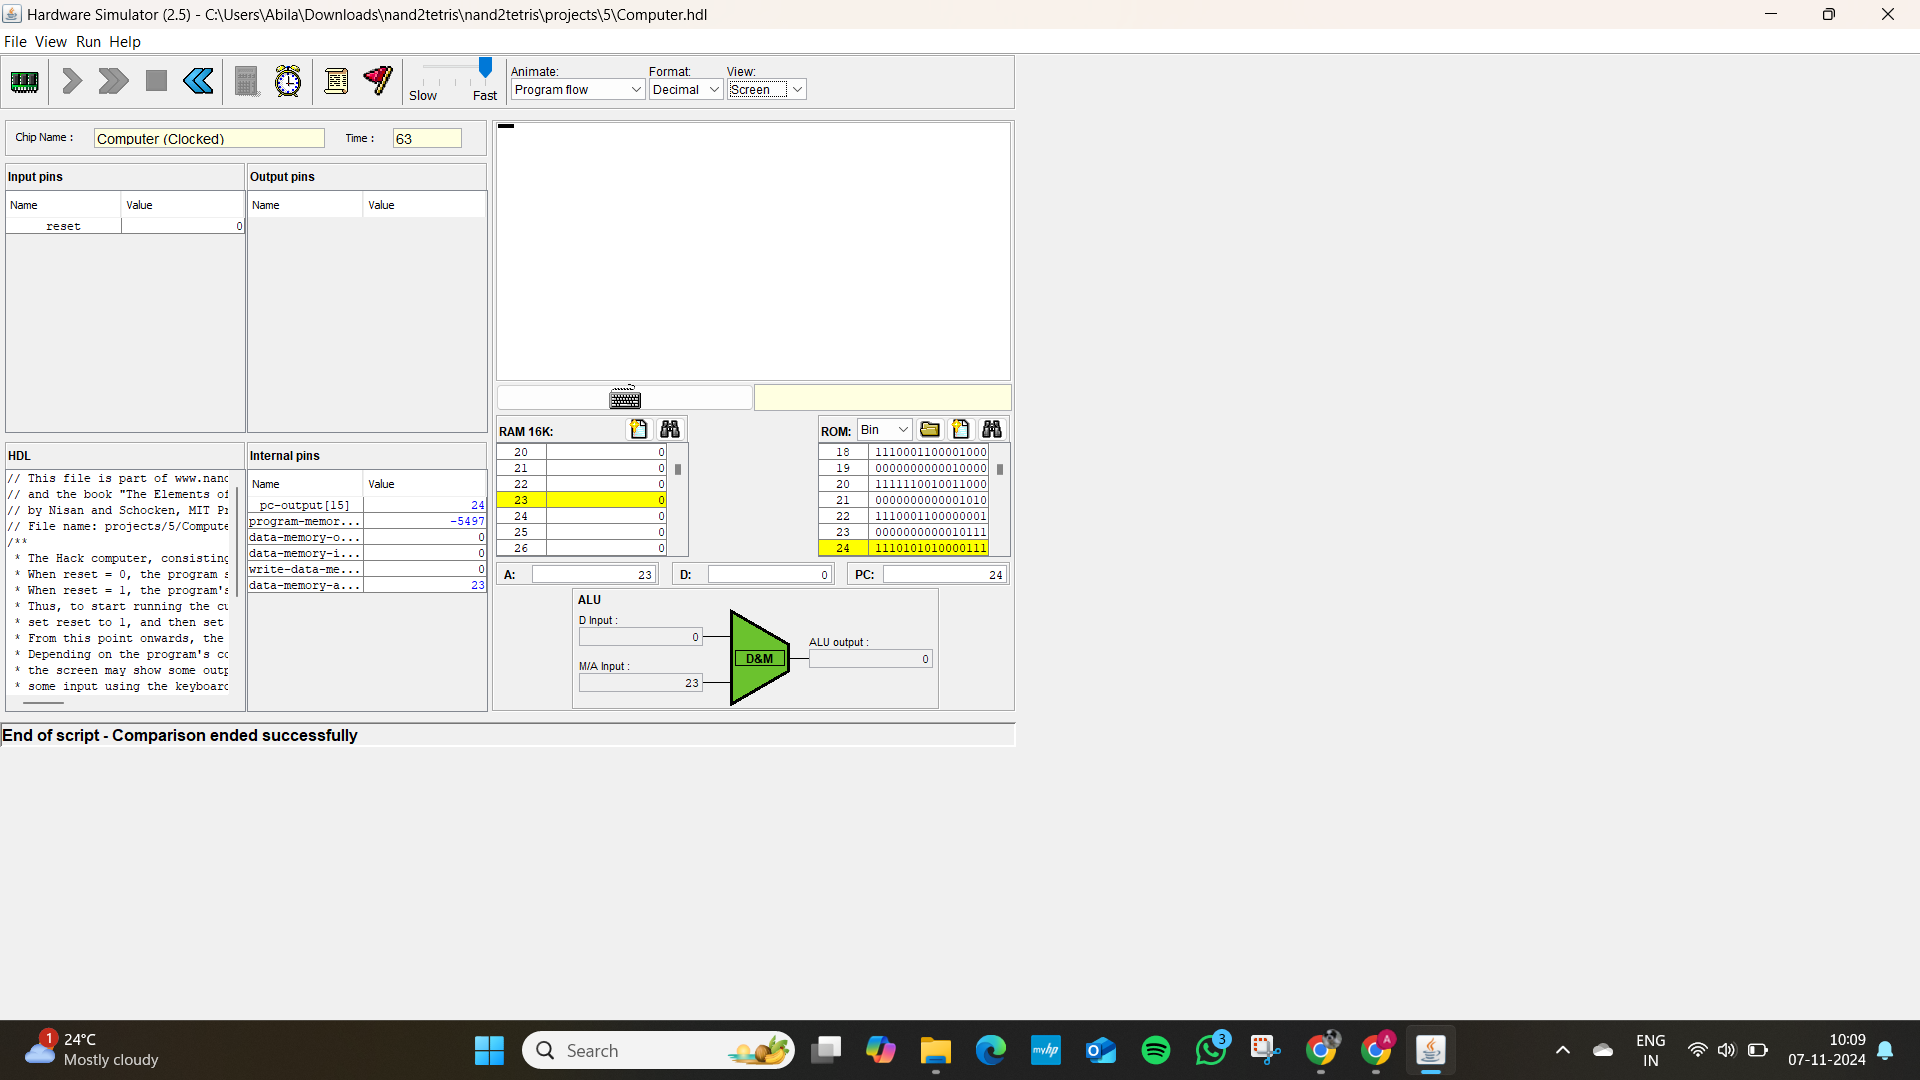 Hardware Simulator (2.5) - C:\Users\Abila\Downloads\nand2tetris\nand2tetris\projects\5\Computer.hdl
File View Run Help
Slow Fast
Animate: Format: View:
Program flow Decimal Screen
Chip Name : Computer (Clocked) Time : 63
Input pins
Name Value
reset 0
Output pins
Name Value
HDL
// This file is part of www.nand
// and the book "The Elements of
// by Nisan and Schocken, MIT Pr
// File name: projects/5/Compute
/**
* The Hack computer, consisting
* When reset = 0, the program s
* When reset = 1, the program's
* Thus, to start running the cu
* set reset to 1, and then set
* From this point onwards, the
* Depending on the program's co
* the screen may show some outp
* some input using the keyboard
Internal pins
Name Value
pc-output[15] 24
program-memor... -5497
data-memory-o... 0
data-memory-i... 0
write-data-me... 0
data-memory-a... 23
RAM 16K:
20 0
21 0
22 0
23 0
24 0
25 0
26 0
ROM: Bin
18 1110001100001000
19 0000000000010000
20 1111110010011000
21 0000000000001010
22 1110001100000001
23 0000000000010111
24 1110101010000111
A: 23 D: 0 PC: 24
ALU
D Input :
0
M/A Input :
23
D&M
ALU output :
0
End of script - Comparison ended successfully
1
24°C
Mostly cloudy
Search
myhp
3
A
ENG
IN
10:09
07-11-2024